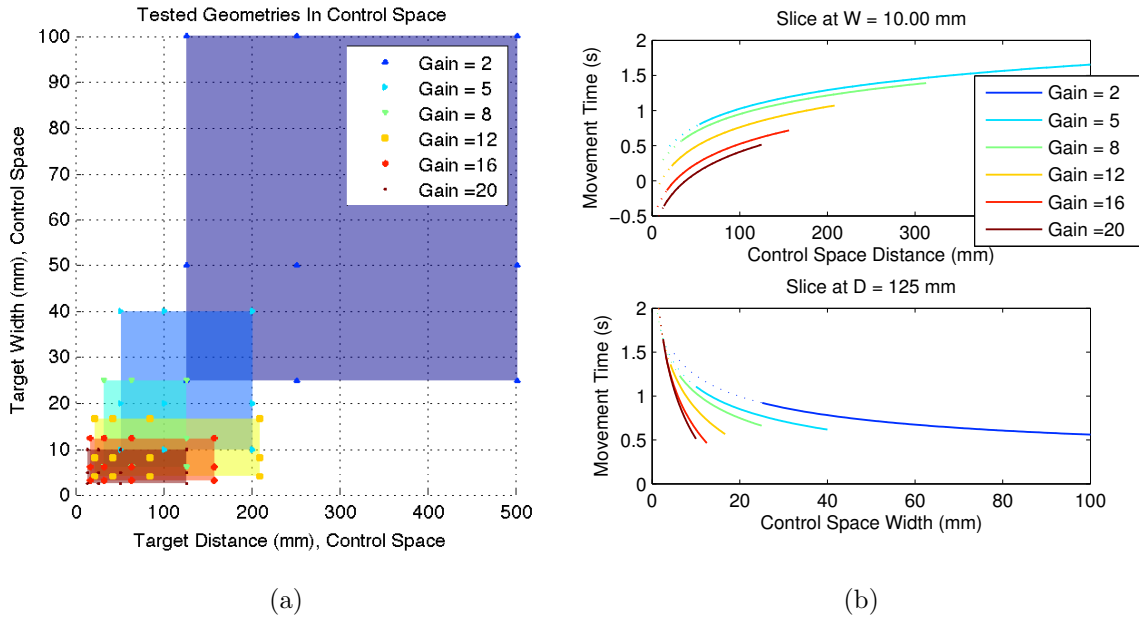 Tested Geometries In Control Space
100
90
80
70
60
50
40
30
20
10
0
0 100 200 300 400 500
Target Width (mm), Control Space
Target Distance (mm), Control Space
Gain = 2
Gain = 5
Gain = 8
Gain =12
Gain =16
Gain =20
(a)
Slice at W = 10.00 mm
2
1.5
1
0.5
0
−0.5
0 100 200 300
Movement Time (s)
Control Space Distance (mm)
Gain = 2
Gain = 5
Gain = 8
Gain =12
Gain =16
Gain =20
Slice at D = 125 mm
2
1.5
1
0.5
0
0 20 40 60 80 100
Movement Time (s)
Control Space Width (mm)
(b)